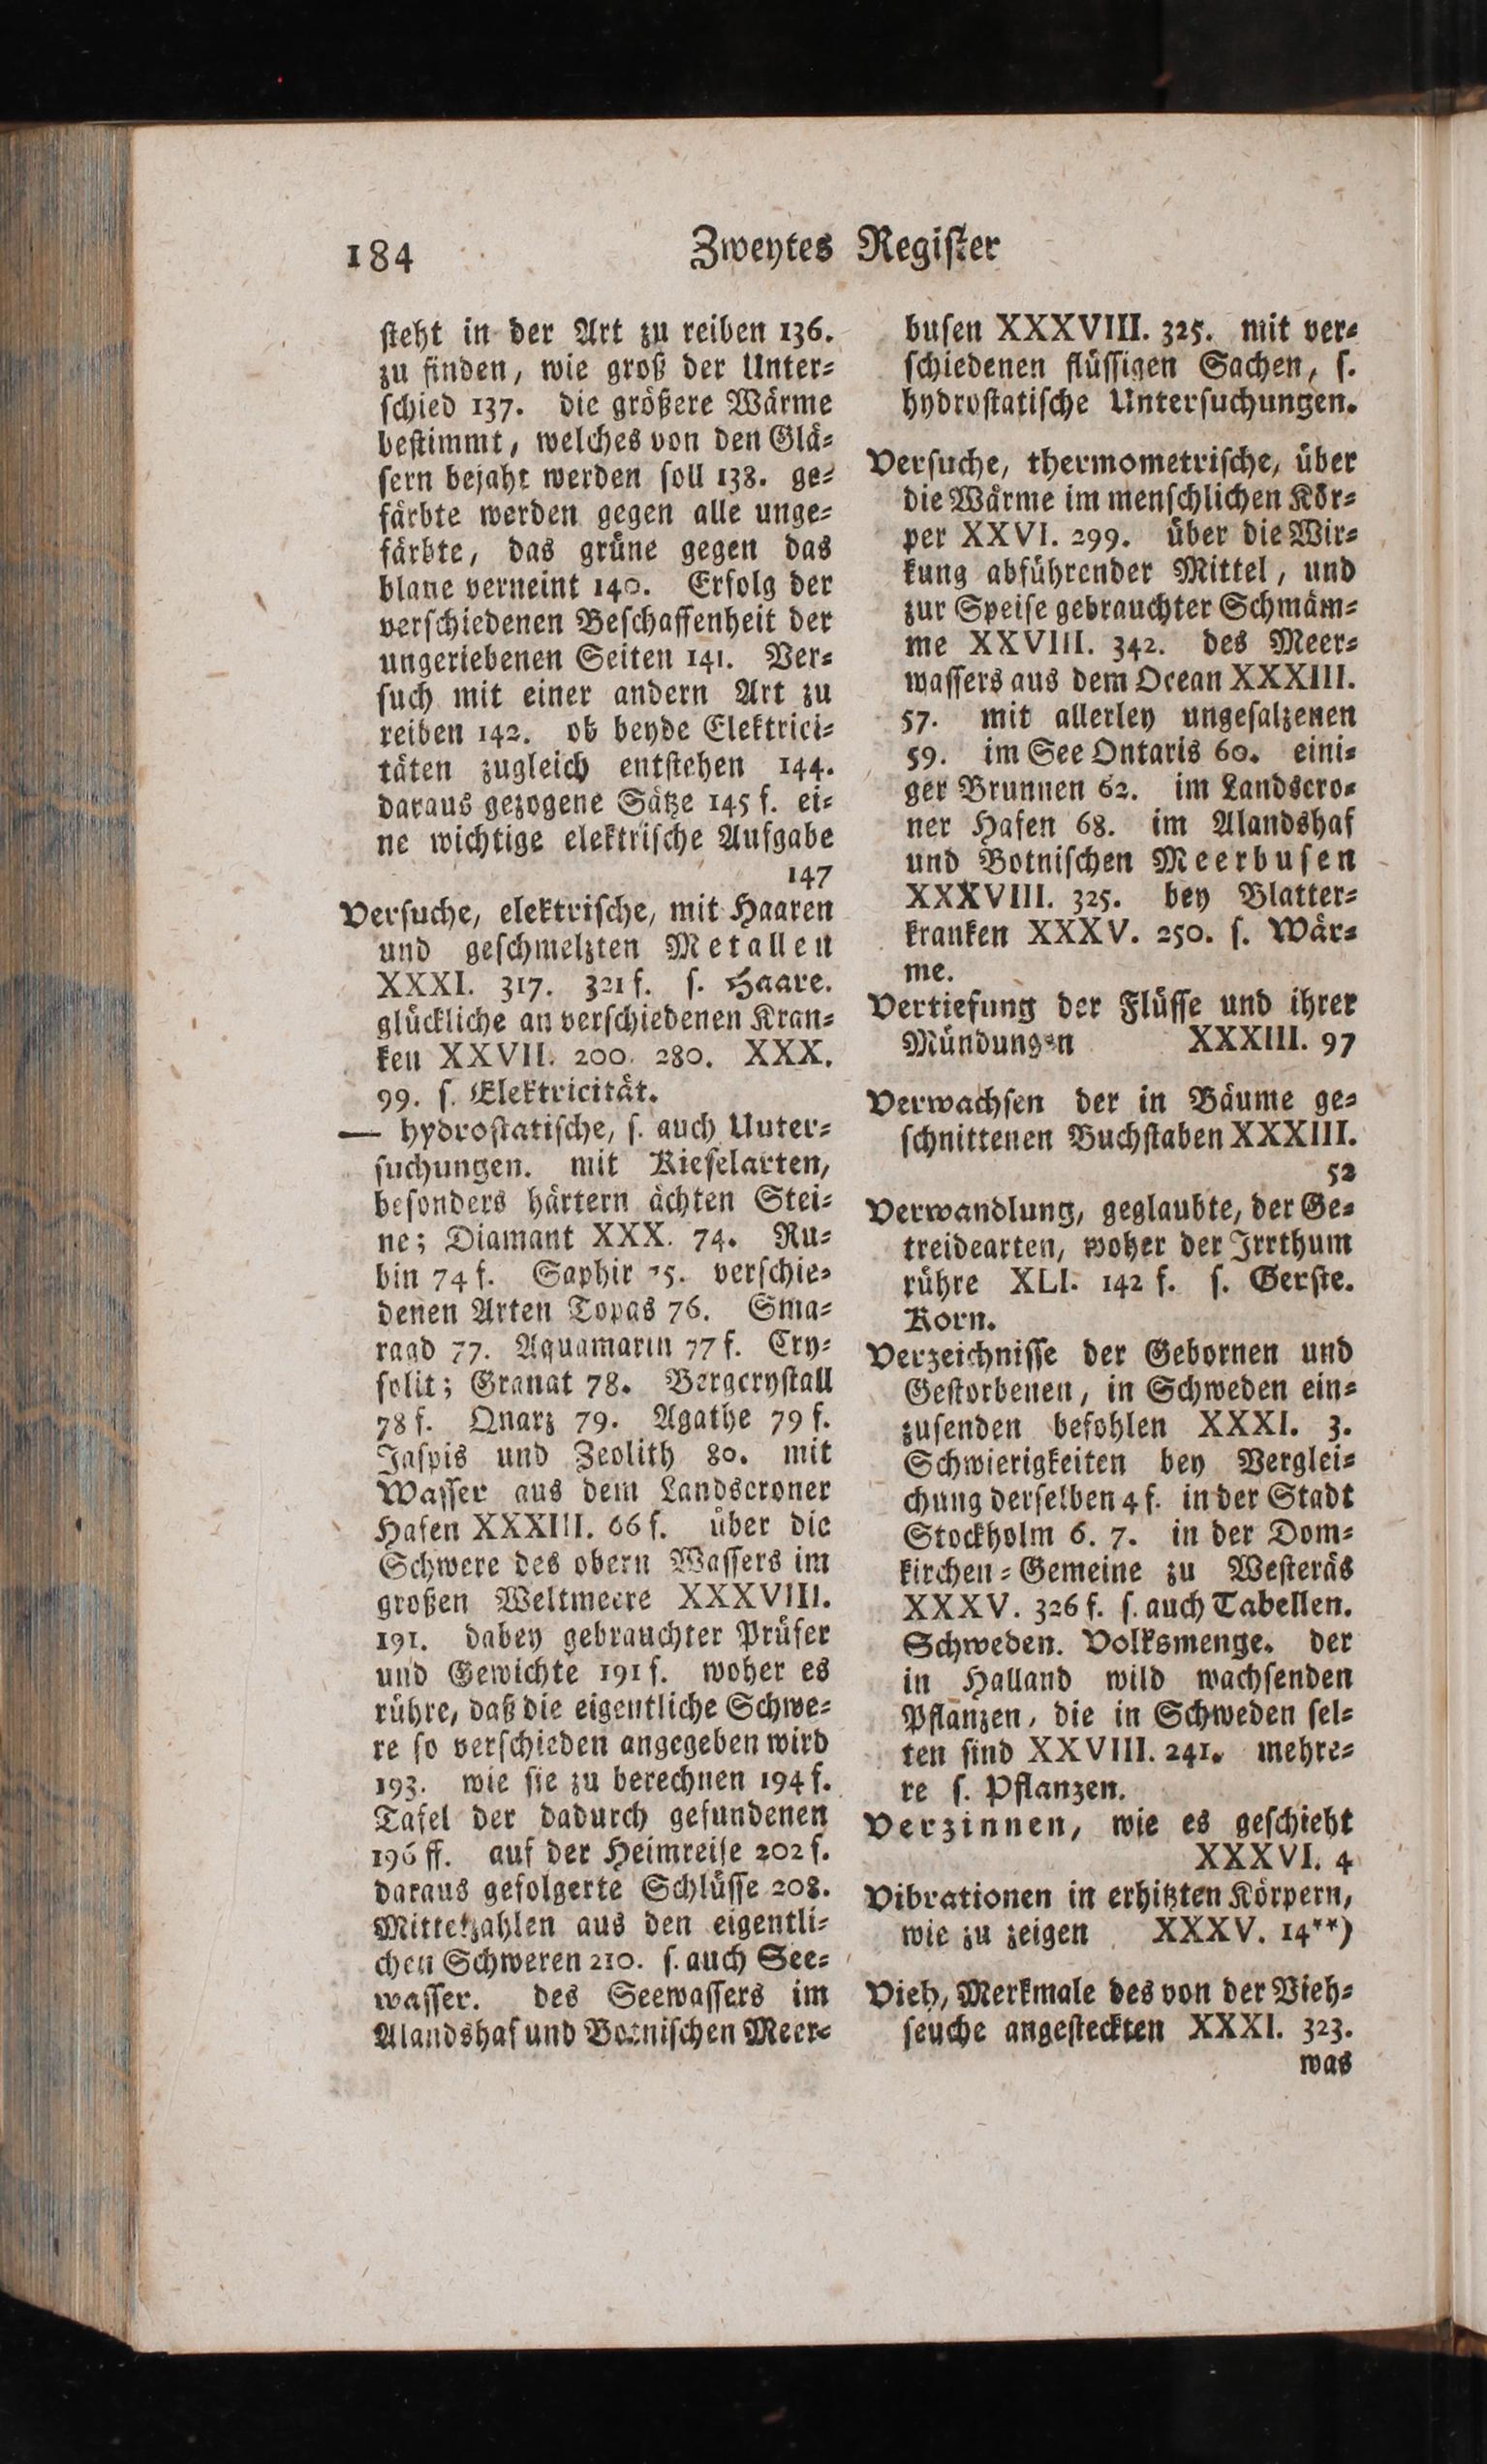 184 Zweytes Regiſter
ſteht in der Art zu reiben 136.
zu finden, wie groß der Unter⸗
ſchied 137. die größere Wärme
beſtimmt, welches von den Glä⸗
ſern bejaht werden ſoll 138. ge⸗
färbte werden gegen alle unge⸗
färbte, das grüne gegen das
blaue verneint 140. Erfolg der
verſchiedenen Beſchaffenheit der
ungeriebenen Seiten 141. Ver⸗
ſuch mit einer andern Art zu
reiben 142. ob beyde Elektrici⸗
täten zugleich entſtehen 144.
daraus gezogene Sätze 145 f. ei⸗
ne wichtige elektriſche Aufgabe
147
Verſuche, elektriſche, mit Haaren
und geſchmelzten Metallen
XXXI. 317. 321 f. ſ. Haare.
glückliche an verſchiedenen Kran⸗
ken XXVII. 200. 280. XXX.
99. ſ. Elektricität.
— hydroſtatiſche, ſ. auch Unter⸗
ſuchungen. mit Kieſelarten,
beſonders härtern ächten Stei⸗
ne; Diamant XXX. 74. Ru⸗
bin 74 f. Saphir 75. verſchie⸗
denen Arten Topas 76. Sma⸗
ragd 77. Aquamarin 77 f. Cry⸗
ſolit; Granat 78. Bergcryſtall
78 f. Quarz 79. Agathe 79 f.
Jaſpis und Zeolith 80. mit
Waſſer aus dem Landscroner
Hafen XXXIII. 66 f. über die
Schwere des obern Waſſers im
großen Weltmeere XXXVIII.
191. dabey gebrauchter Prüfer
und Gewichte 191 f. woher es
rühre, daß die eigentliche Schwe⸗
re ſo verſchieden angegeben wird
193. wie ſie zu berechnen 194 f.
Tafel der dadurch gefundenen
196 ff. auf der Heimreiſe 202 f.
daraus gefolgerte Schlüſſe 208.
Mittelzahlen aus den eigentli⸗
chen Schweren 210. ſ. auch See⸗
waſſer. des Seewaſſers im
Alandshaf und Botniſchen Meer⸗
buſen XXXVIII. 325. mit ver⸗
ſchiedenen flüſſigen Sachen, ſ.
hydroſtatiſche Unterſuchungen.
Verſuche, thermometriſche, über
die Wärme im menſchlichen Kör⸗
per XXVI. 299. über die Wir⸗
kung abführender Mittel, und
zur Speiſe gebrauchter Schmäm⸗
me XXVIII. 342. des Meer⸗
waſſers aus dem Ocean XXXIII.
57. mit allerley ungeſalzenen
59. im See Ontaris 60. eini⸗
ger Brunnen 62. im Landscro⸗
ner Hafen 68. im Alandshaf
und Botniſchen Meerbuſen
XXXVIII. 325. bey Blatter⸗
kranken XXXV. 250. ſ. Wär⸗
me.
Vertiefung der Flüſſe und ihrer
Mündungen XXXIII. 97
Verwachſen der in Bäume ge⸗
ſchnittenen Buchſtaben XXXIII.
52
Verwandlung, geglaubte, der Ge⸗
treidearten, woher der Irrthum
rühre XLI. 142 f. ſ. Gerſte.
Korn.
Verzeichniſſe der Gebornen und
Geſtorbenen, in Schweden ein⸗
zuſenden befohlen XXXI. 3.
Schwierigkeiten bey Verglei⸗
chung derſelben 4 f. in der Stadt
Stockholm 6. 7. in der Dom⸗
kirchen⸗Gemeine zu Weſteräs
XXXV. 326 f. ſ. auch Tabellen.
Schweden. Volksmenge. der
in Halland wild wachſenden
Pflanzen, die in Schweden ſel⸗
ten ſind XXVIII. 241. mehre⸗
re ſ. Pflanzen.
Verzinnen, wie es geſchieht
XXXVI. 4
Vibrationen in erhitzten Körpern,
wie zu zeigen XXXV. 14**)
Vieh, Merkmale des von der Vieh⸗
ſeuche angeſteckten XXXI. 323.
was